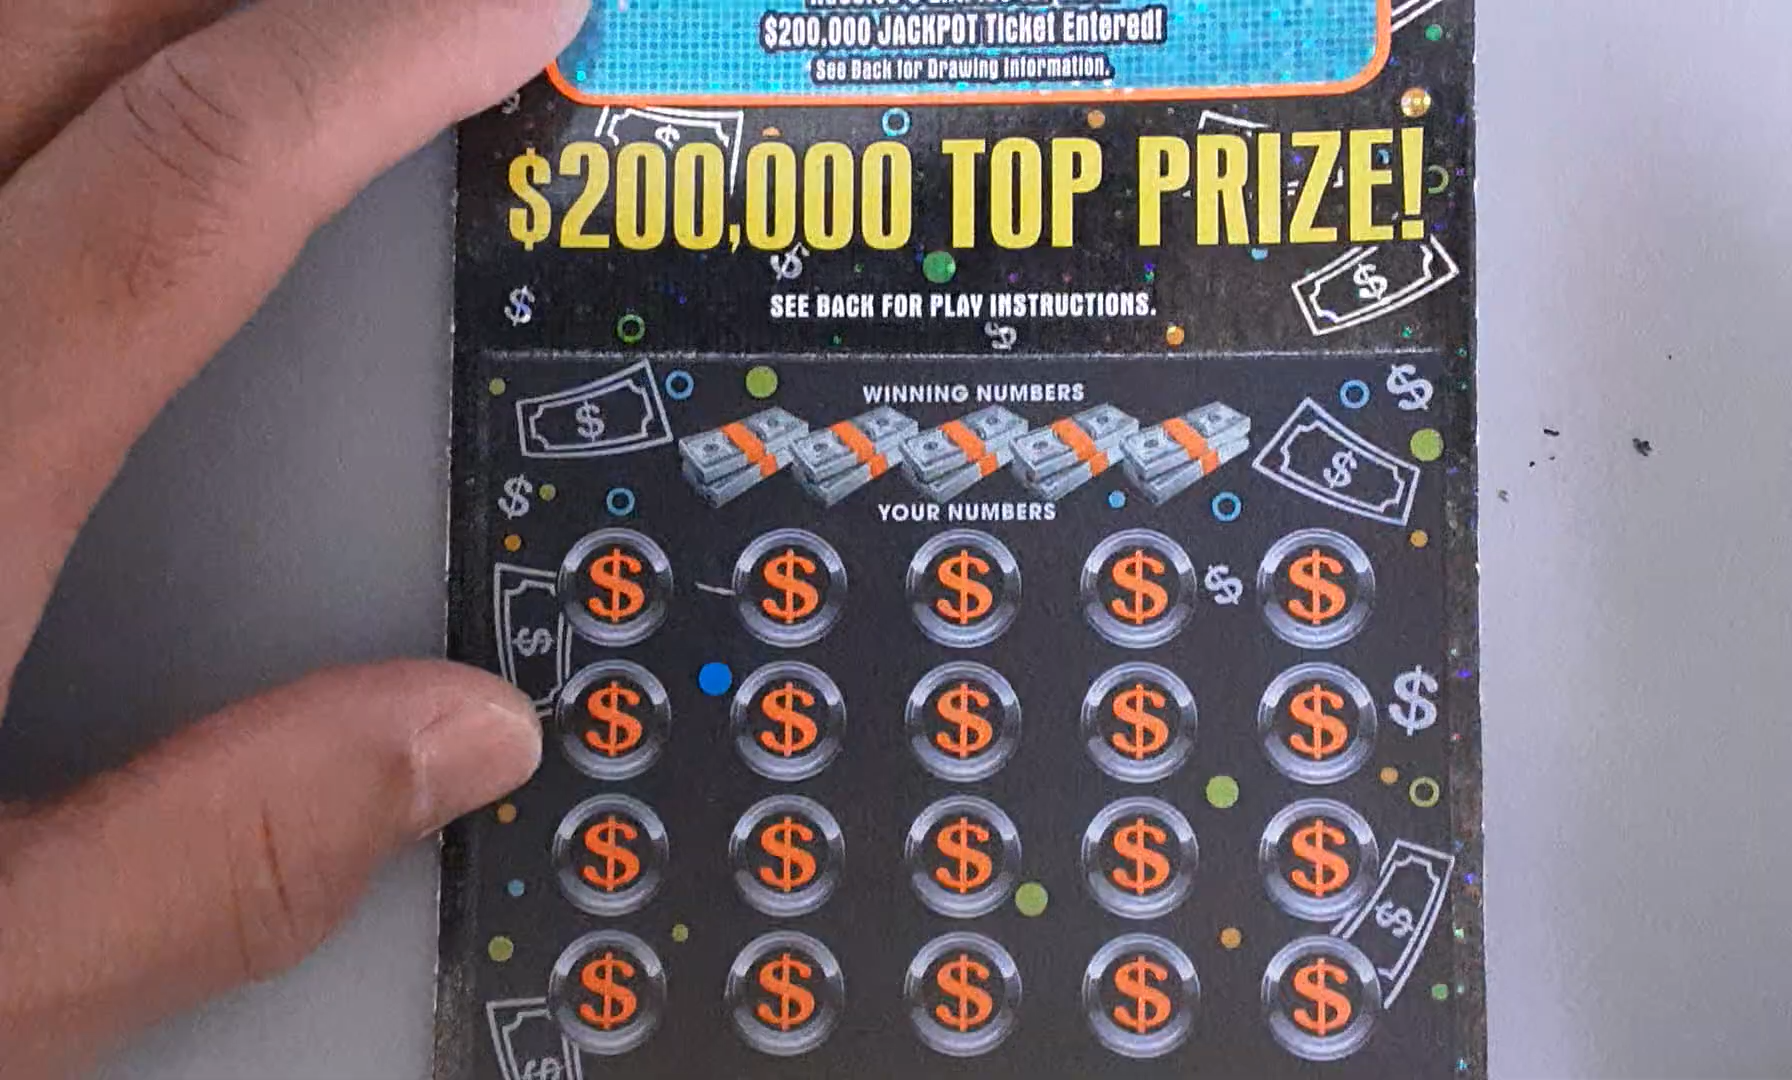 $200,000 JACKPOT Ticket Entered!
See Back for Drawing Information.
$200,000 TOP PRIZE!
SEE BACK FOR PLAY INSTRUCTIONS.
WINNING NUMBERS
YOUR NUMBERS
$ $ $ $ $
$ $ $ $ $
$ $ $ $ $
$ $ $ $ $